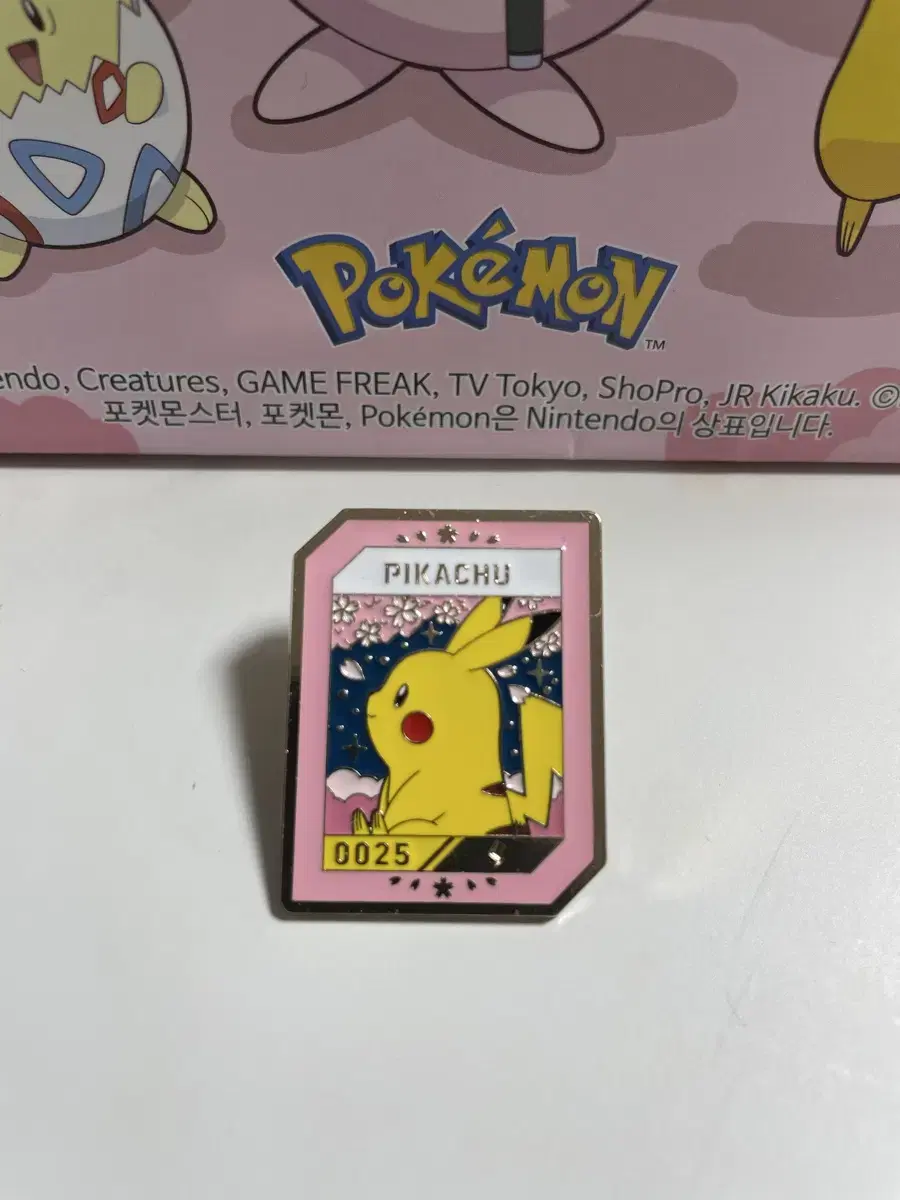 POKéMON
TM
endo, Creatures, GAME FREAK, TV Tokyo, ShoPro, JR Kikaku. ©
포켓몬스터, 포켓몬, Pokémon은 Nintendo의 상표입니다.
PIKACHU
0025